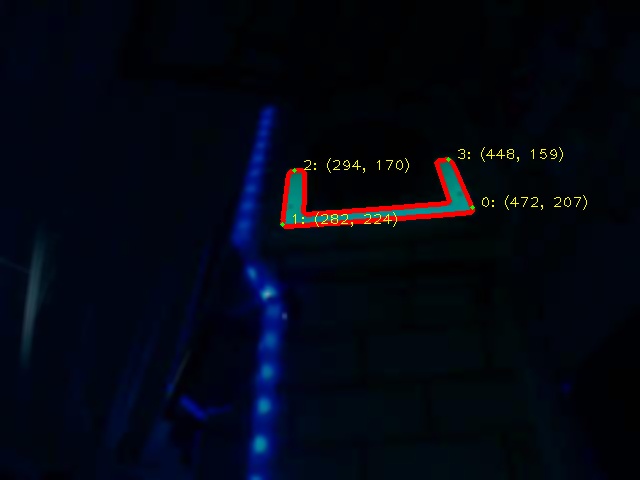 3: (448, 159)
2: (294, 170)
0: (472, 207)
1: (282, 224)